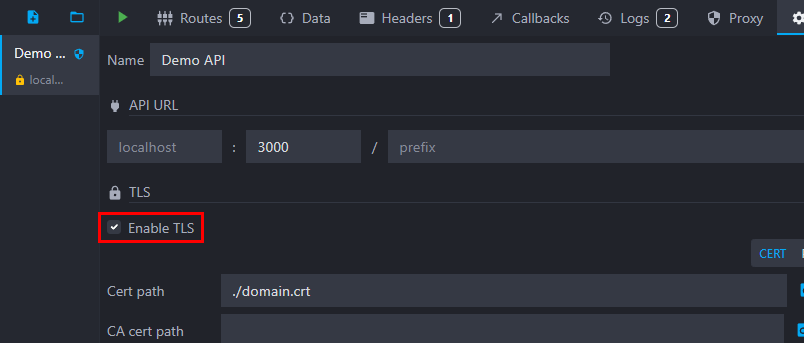 Routes 5 Data Headers 1 Callbacks Logs 2 Proxy
Demo ...
locai...
Name Demo API
API URL
localhost : 3000 / prefix
TLS
Enable TLS
CERT
Cert path ./domain.crt
CA cert path